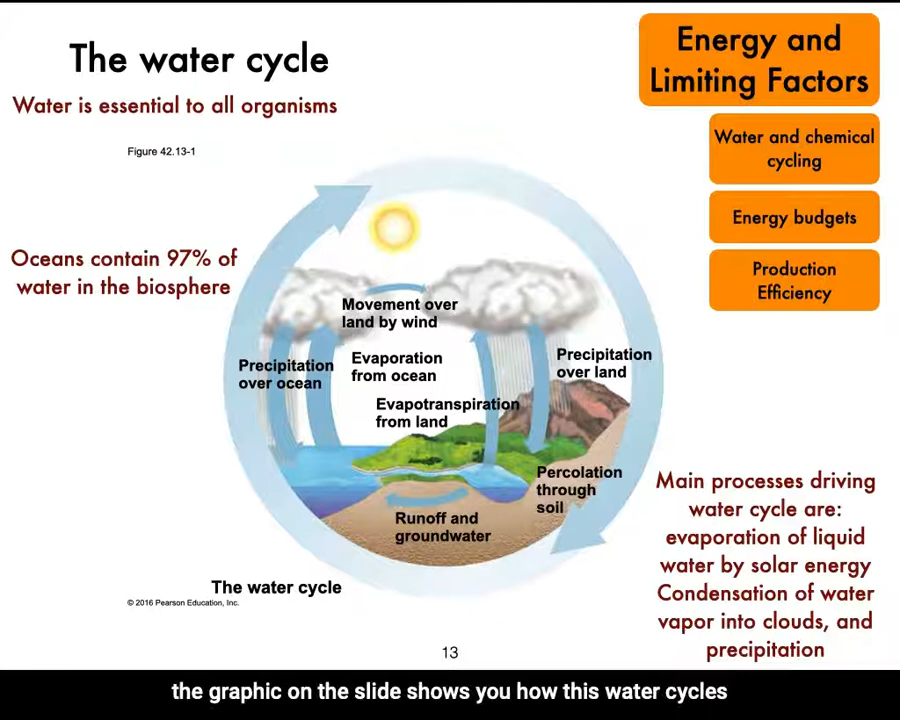 The water cycle
Water is essential to all organisms
Energy and
Limiting Factors
Water and chemical
cycling
Energy budgets
Production
Efficiency
Figure 42.13-1
Oceans contain 97% of
water in the biosphere
Movement over
land by wind
Precipitation
over ocean
Evaporation
from ocean
Precipitation
over land
Evapotranspiration
from land
Percolation
through
soil
Runoff and
groundwater
The water cycle
© 2016 Pearson Education, Inc.
Main processes driving
water cycle are:
evaporation of liquid
water by solar energy
Condensation of water
vapor into clouds, and
precipitation
13
the graphic on the slide shows you how this water cycles